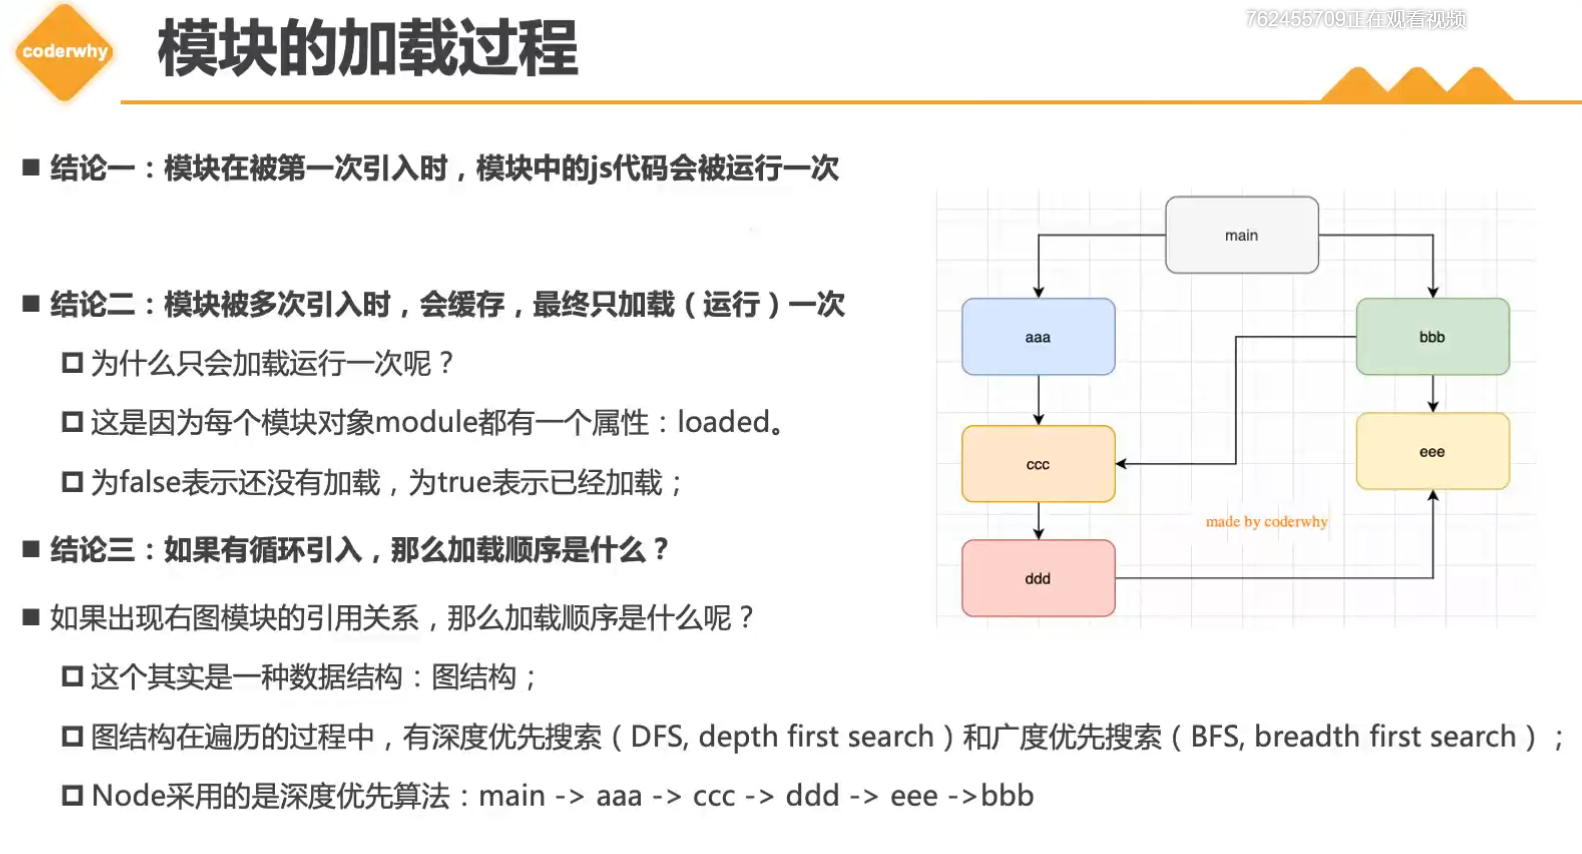 762455709正在观看视频
coderwhy
模块的加载过程
结论一：模块在被第一次引入时，模块中的js代码会被运行一次
结论二：模块被多次引入时，会缓存，最终只加载（运行）一次
为什么只会加载运行一次呢？
这是因为每个模块对象module都有一个属性：loaded。
为false表示还没有加载，为true表示已经加载；
结论三：如果有循环引入，那么加载顺序是什么？
如果出现右图模块的引用关系，那么加载顺序是什么呢？
这个其实是一种数据结构：图结构；
图结构在遍历的过程中，有深度优先搜索（DFS, depth first search）和广度优先搜索（BFS, breadth first search）；
Node采用的是深度优先算法：main -> aaa -> ccc -> ddd -> eee ->bbb
main
aaa
bbb
ccc
eee
made by coderwhy
ddd